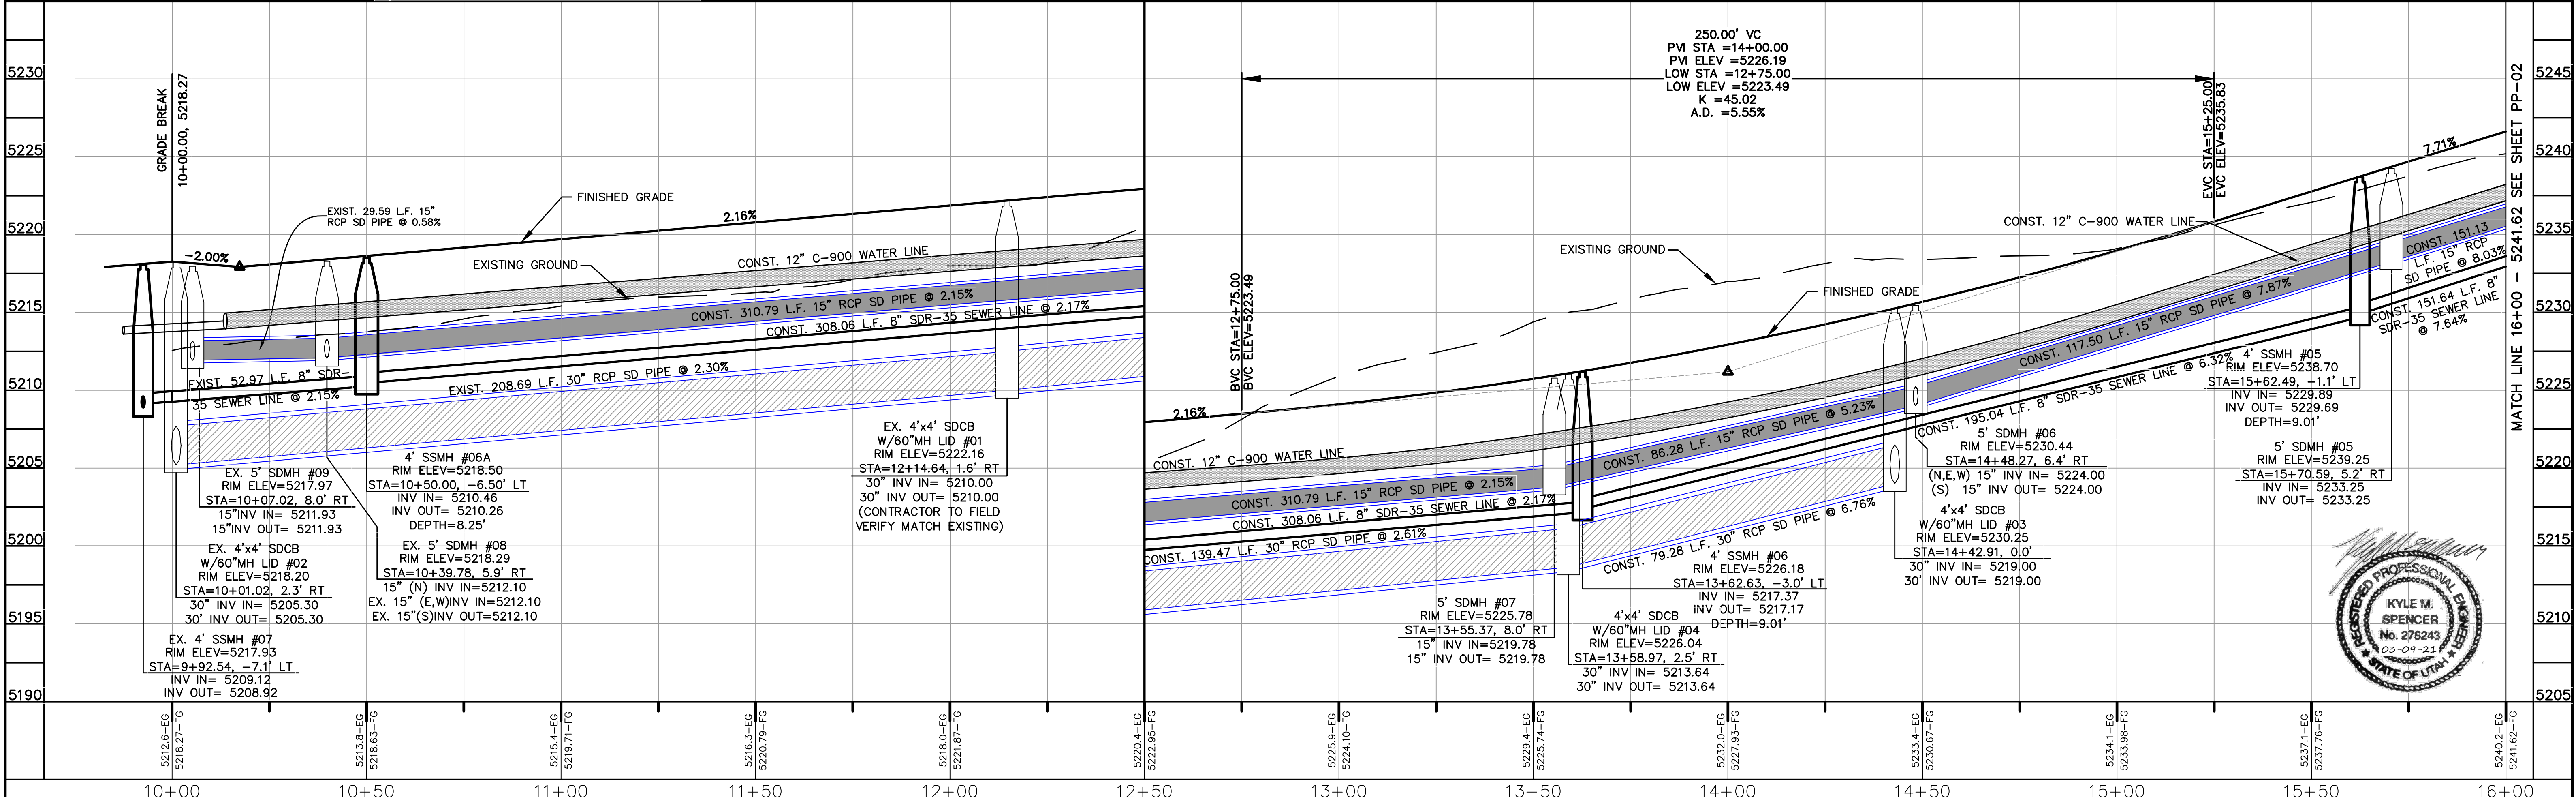 5230
5225
5220
5215
5210
5205
5200
5195
5190
GRADE BREAK
10+00.00, 5218.27
-2.00%
EXIST. 29.59 L.F. 15"
RCP SD PIPE @ 0.58%
FINISHED GRADE
2.16%
EXISTING GROUND
CONST. 12" C-900 WATER LINE
CONST. 310.79 L.F. 15" RCP SD PIPE @ 2.15%
CONST. 308.06 L.F. 8" SDR-35 SEWER LINE @ 2.17%
EXIST. 52.97 L.F. 8" SDR-
35 SEWER LINE @ 2.15%
EXIST. 208.69 L.F. 30" RCP SD PIPE @ 2.30%
EX. 5' SDMH #09
RIM ELEV=5217.97
STA=10+07.02, 8.0' RT
15"INV IN= 5211.93
15"INV OUT= 5211.93
EX. 4'x4' SDCB
W/60"MH LID #02
RIM ELEV=5218.20
STA=10+01.02, 2.3' RT
30" INV IN= 5205.30
30' INV OUT= 5205.30
EX. 4' SSMH #07
RIM ELEV=5217.93
STA=9+92.54, -7.1' LT
INV IN= 5209.12
INV OUT= 5208.92
4' SSMH #06A
RIM ELEV=5218.50
STA=10+50.00, -6.50' LT
INV IN= 5210.46
INV OUT= 5210.26
DEPTH=8.25'
EX. 5' SDMH #08
RIM ELEV=5218.29
STA=10+39.78, 5.9' RT
15" (N) INV IN=5212.10
EX. 15" (E,W)INV IN=5212.10
EX. 15"(S)INV OUT=5212.10
EX. 4'x4' SDCB
W/60"MH LID #01
RIM ELEV=5222.16
STA=12+14.64, 1.6' RT
30" INV IN= 5210.00
30" INV OUT= 5210.00
(CONTRACTOR TO FIELD
VERIFY MATCH EXISTING)
250.00' VC
PVI STA =14+00.00
PVI ELEV =5226.19
LOW STA =12+75.00
LOW ELEV =5223.49
K =45.02
A.D. =5.55%
BVC STA=12+75.00
BVC ELEV=5223.49
EVC STA=15+25.00
EVC ELEV=5235.83
2.16%
7.71%
EXISTING GROUND
FINISHED GRADE
CONST. 12" C-900 WATER LINE
CONST. 12" C-900 WATER LINE
CONST. 310.79 L.F. 15" RCP SD PIPE @ 2.15%
CONST. 308.06 L.F. 8" SDR-35 SEWER LINE @ 2.17%
CONST. 139.47 L.F. 30" RCP SD PIPE @ 2.61%
CONST. 86.28 L.F. 15" RCP SD PIPE @ 5.23%
CONST. 79.28 L.F. 30" RCP SD PIPE @ 6.76%
CONST. 117.50 L.F. 15" RCP SD PIPE @ 7.87%
CONST. 195.04 L.F. 8" SDR-35 SEWER LINE @ 6.32%
CONST. 151.13
L.F. 15" RCP
SD PIPE @ 8.03%
CONST. 151.64 L.F. 8"
SDR-35 SEWER LINE
@ 7.64%
5' SDMH #07
RIM ELEV=5225.78
STA=13+55.37, 8.0' RT
15" INV IN=5219.78
15" INV OUT= 5219.78
4'x4' SDCB
W/60"MH LID #04
RIM ELEV=5226.04
STA=13+58.97, 2.5' RT
30" INV IN= 5213.64
30" INV OUT= 5213.64
4' SSMH #06
RIM ELEV=5226.18
STA=13+62.63, -3.0' LT
INV IN= 5217.37
INV OUT= 5217.17
DEPTH=9.01'
4'x4' SDCB
W/60"MH LID #03
RIM ELEV=5230.25
STA=14+42.91, 0.0'
30" INV IN= 5219.00
30' INV OUT= 5219.00
5' SDMH #06
RIM ELEV=5230.44
STA=14+48.27, 6.4' RT
(N,E,W) 15" INV IN= 5224.00
(S) 15" INV OUT= 5224.00
4' SSMH #05
RIM ELEV=5238.70
STA=15+62.49, -1.1' LT
INV IN= 5229.89
INV OUT= 5229.69
DEPTH=9.01'
5' SDMH #05
RIM ELEV=5239.25
STA=15+70.59, 5.2' RT
INV IN= 5233.25
INV OUT= 5233.25
MATCH LINE 16+00 - 5241.62 SEE SHEET PP-02
5245
5240
5235
5230
5225
5220
5215
5210
5205
REGISTERED PROFESSIONAL ENGINEER
KYLE M.
SPENCER
No. 276243
03-09-21
STATE OF UTAH
5212.6-EG
5218.27-FG
5213.8-EG
5218.63-FG
5215.4-EG
5219.71-FG
5216.3-EG
5220.79-FG
5218.0-EG
5221.87-FG
5220.4-EG
5222.95-FG
5225.9-EG
5224.10-FG
5229.4-EG
5225.74-FG
5232.0-EG
5227.93-FG
5233.4-EG
5230.67-FG
5234.1-EG
5233.98-FG
5237.1-EG
5237.76-FG
5240.2-EG
5241.62-FG
10+00
10+50
11+00
11+50
12+00
12+50
13+00
13+50
14+00
14+50
15+00
15+50
16+00